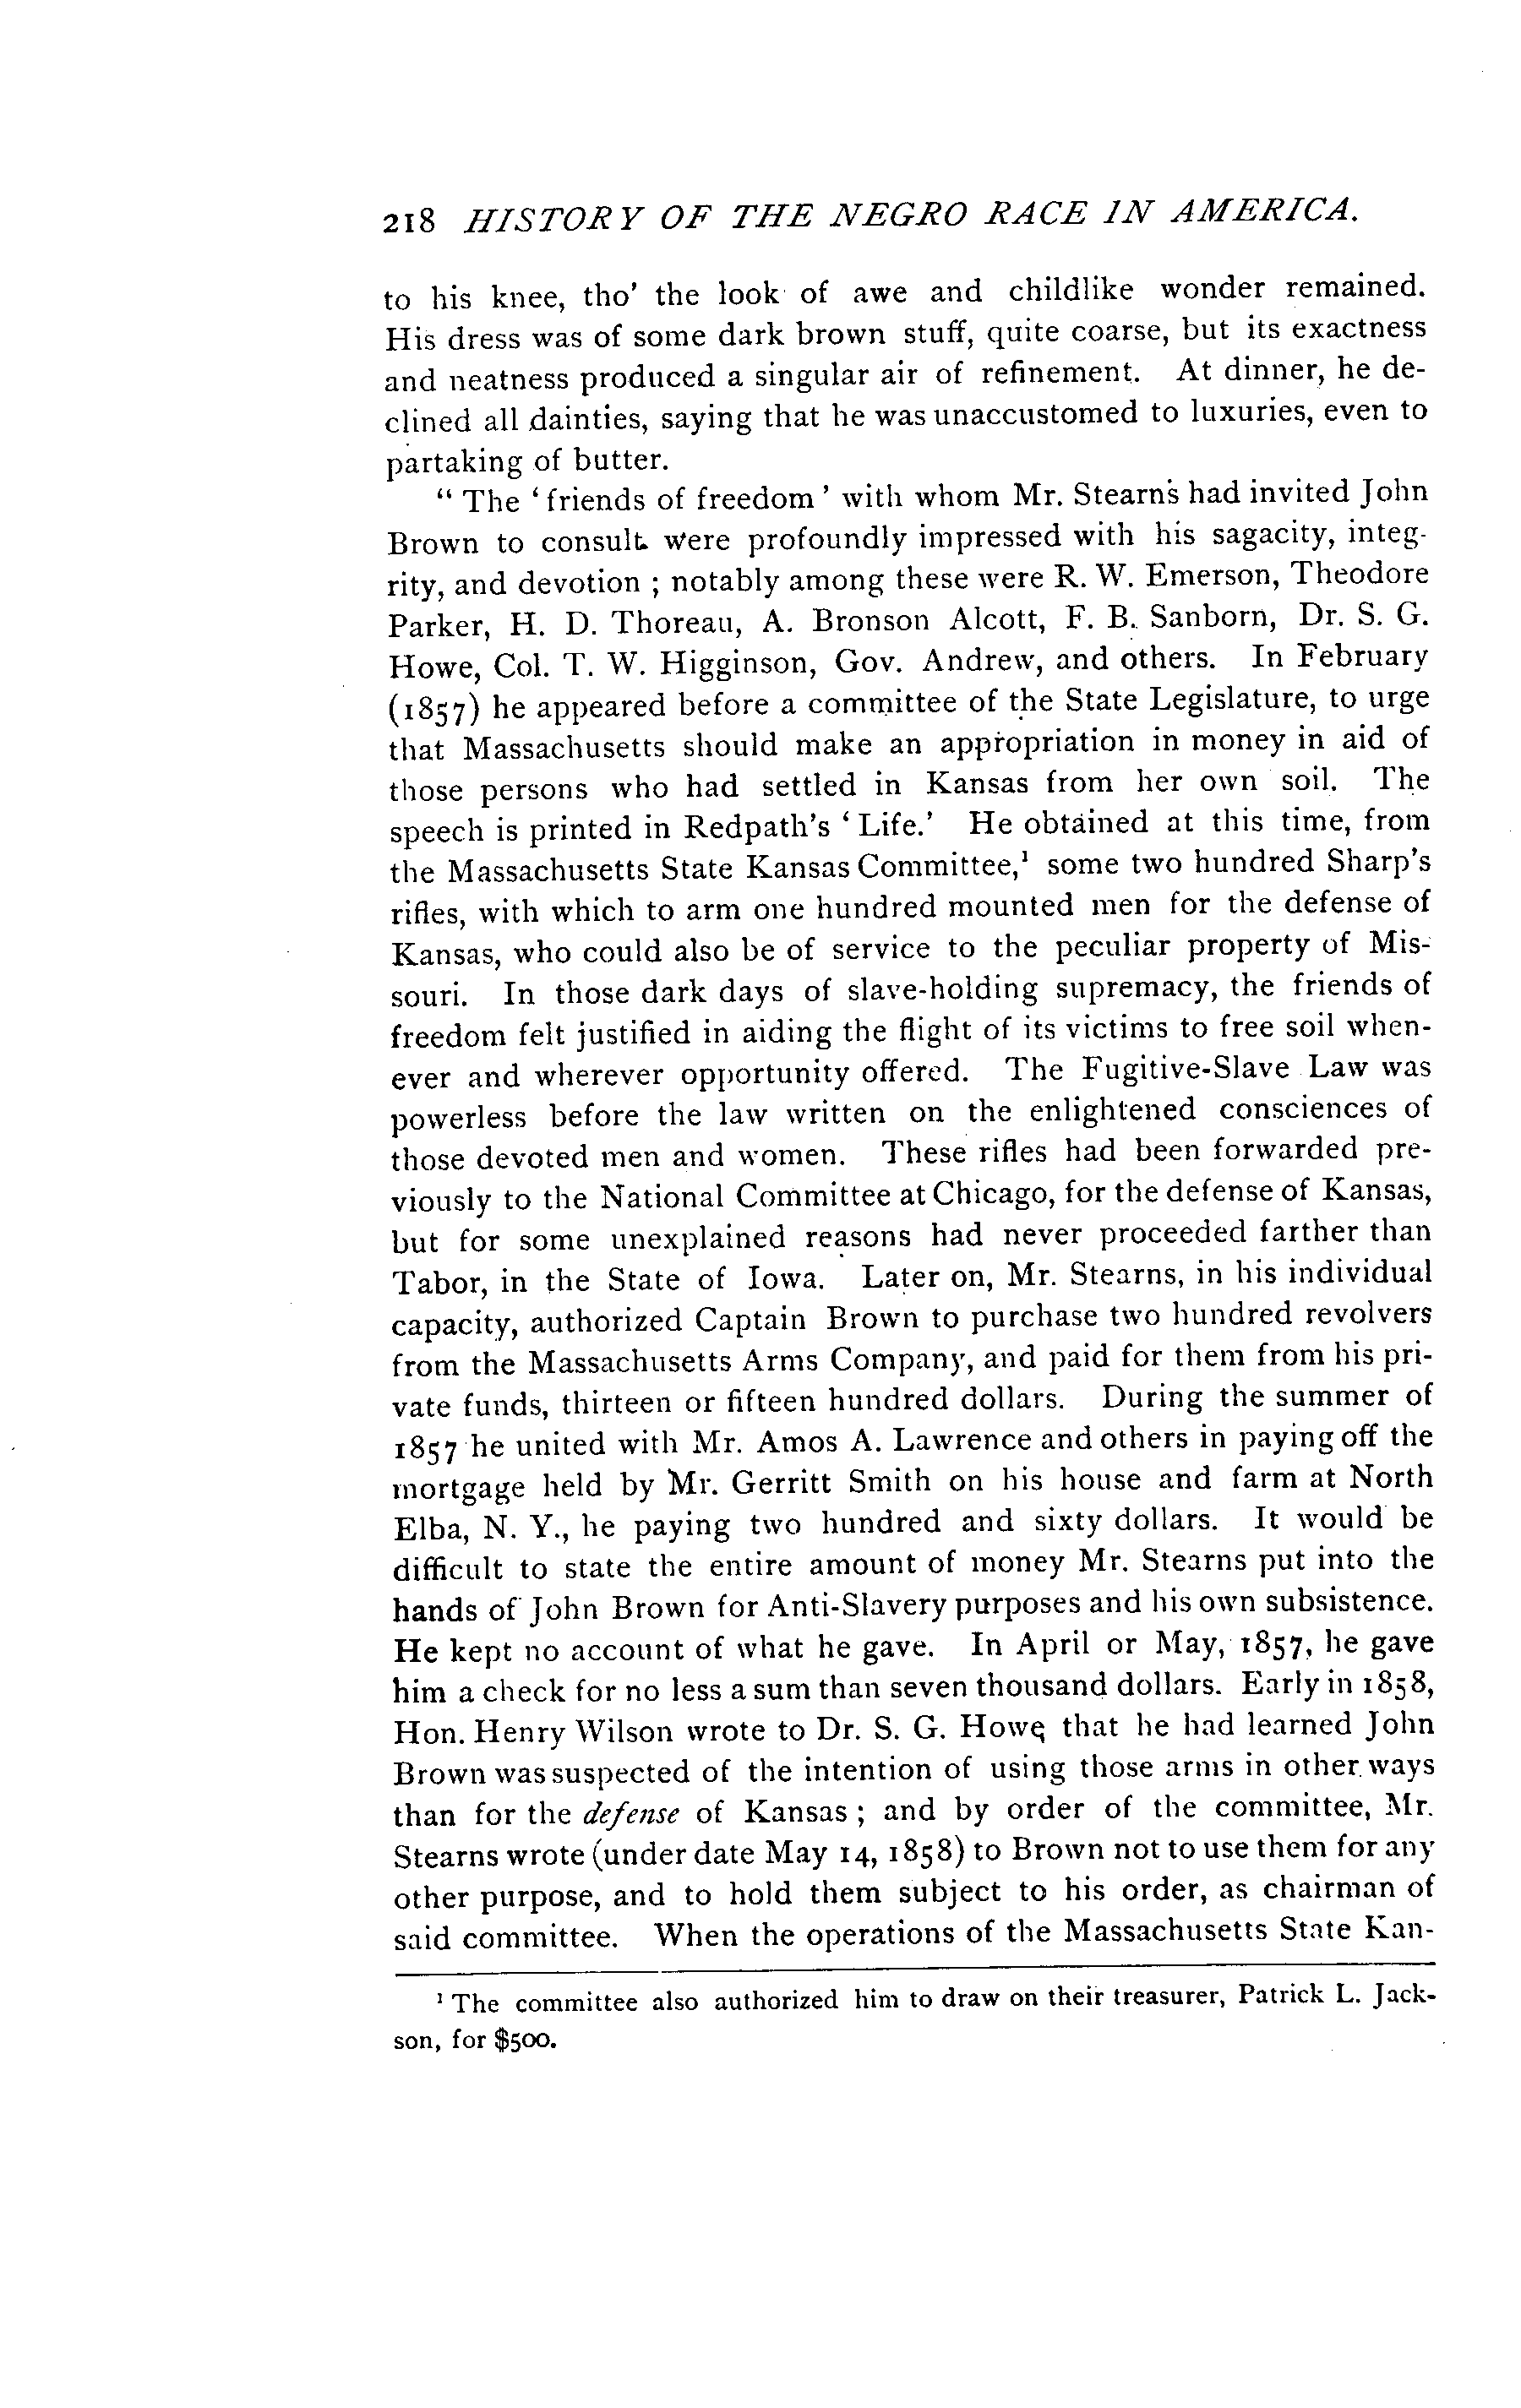 218 HISTORY OF THE NEGRO RACE IN AMERICA.
to his knee, tho' the look of awe and childlike wonder remained.
His dress was of some dark brown stuff, quite coarse, but its exactness
and neatness produced a singular air of refinement. At dinner, he de-
clined all dainties, saying that he was unaccustomed to luxuries, even to
partaking of butter.
“ The ‘friends of freedom’ with whom Mr. Stearns had invited John
Brown to consult were profoundly impressed with his sagacity, integ-
rity, and devotion ; notably among these were R. W. Emerson, Theodore
Parker, H. D. Thoreau, A. Bronson Alcott, F. B. Sanborn, Dr. S. G.
Howe, Col. T. W. Higginson, Gov. Andrew, and others. In February
(1857) he appeared before a committee of the State Legislature, to urge
that Massachusetts should make an appropriation in money in aid of
those persons who had settled in Kansas from her own soil. The
speech is printed in Redpath's ‘Life.’ He obtained at this time, from
the Massachusetts State Kansas Committee,¹ some two hundred Sharp's
rifles, with which to arm one hundred mounted men for the defense of
Kansas, who could also be of service to the peculiar property of Mis-
souri. In those dark days of slave-holding supremacy, the friends of
freedom felt justified in aiding the flight of its victims to free soil when-
ever and wherever opportunity offered. The Fugitive-Slave Law was
powerless before the law written on the enlightened consciences of
those devoted men and women. These rifles had been forwarded pre-
viously to the National Committee at Chicago, for the defense of Kansas,
but for some unexplained reasons had never proceeded farther than
Tabor, in the State of Iowa. Later on, Mr. Stearns, in his individual
capacity, authorized Captain Brown to purchase two hundred revolvers
from the Massachusetts Arms Company, and paid for them from his pri-
vate funds, thirteen or fifteen hundred dollars. During the summer of
1857 he united with Mr. Amos A. Lawrence and others in paying off the
mortgage held by Mr. Gerritt Smith on his house and farm at North
Elba, N. Y., he paying two hundred and sixty dollars. It would be
difficult to state the entire amount of money Mr. Stearns put into the
hands of John Brown for Anti-Slavery purposes and his own subsistence.
He kept no account of what he gave. In April or May, 1857, he gave
him a check for no less a sum than seven thousand dollars. Early in 1858,
Hon. Henry Wilson wrote to Dr. S. G. Howe that he had learned John
Brown was suspected of the intention of using those arms in other ways
than for the defense of Kansas ; and by order of the committee, Mr.
Stearns wrote (under date May 14, 1858) to Brown not to use them for any
other purpose, and to hold them subject to his order, as chairman of
said committee. When the operations of the Massachusetts State Kan-
¹ The committee also authorized him to draw on their treasurer, Patrick L. Jack-
son, for $500.